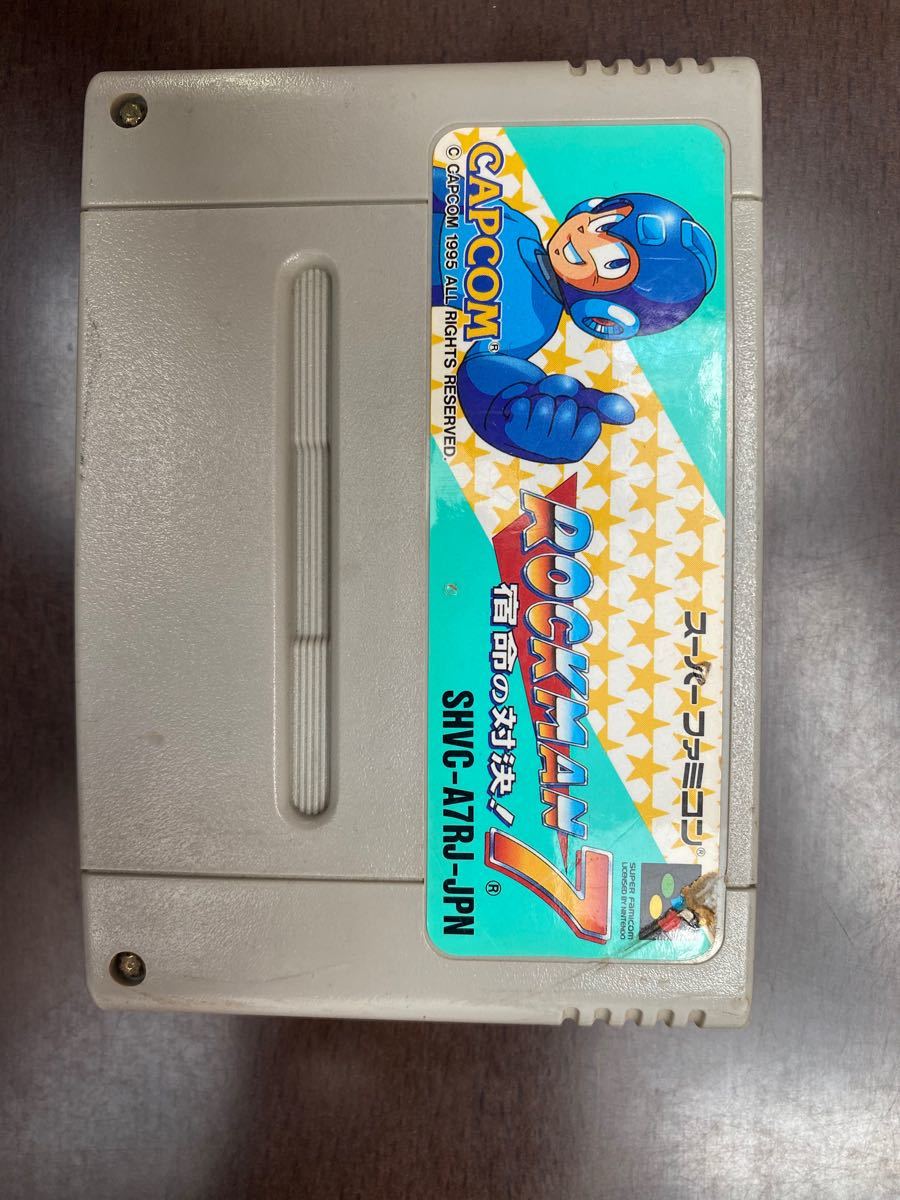 スーパーファミコン®
CAPCOM®
© CAPCOM 1995 ALL RIGHTS RESERVED.
ROCKMAN 7®
宿命の対決!
SHVC-A7RJ-JPN
SUPER Famicom
LICENSED BY NINTENDO